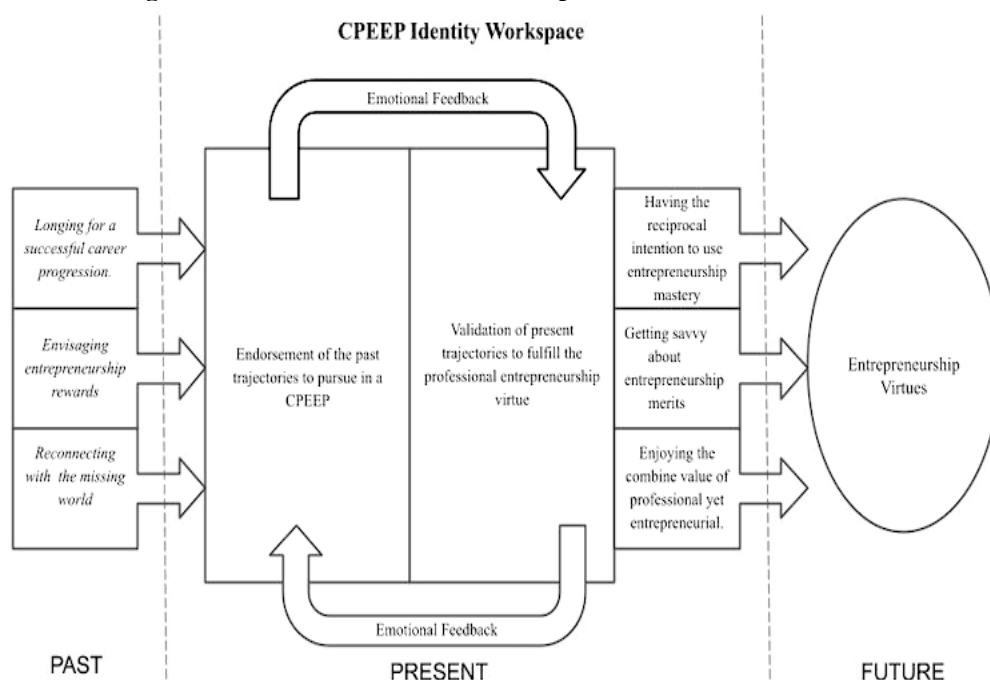 CPEEP Identity Workspace
Emotional Feedback
Longing for a
successful career
progression.
Envisaging
entrepreneurship
rewards
Reconnecting
with the missing
world
Endorsement of the past
trajectories to pursue in a
CPEEP
Validation of present
trajectories to fulfill the
professional entrepreneurship
virtue
Having the
reciprocal
intention to use
entrepreneurship
mastery
Getting savvy
about
entrepreneurship
merits
Enjoying the
combine value of
professional yet
entrepreneurial.
Entrepreneurship
Virtues
Emotional Feedback
PAST
PRESENT
FUTURE